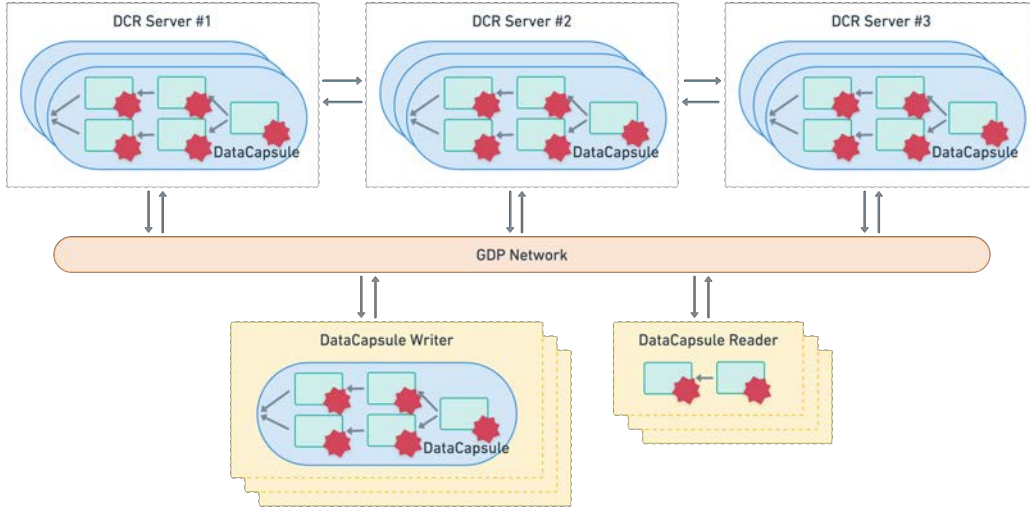 DCR Server #1
DCR Server #2
DCR Server #3
DataCapsule
DataCapsule
DataCapsule
GDP Network
DataCapsule Writer
DataCapsule Reader
DataCapsule